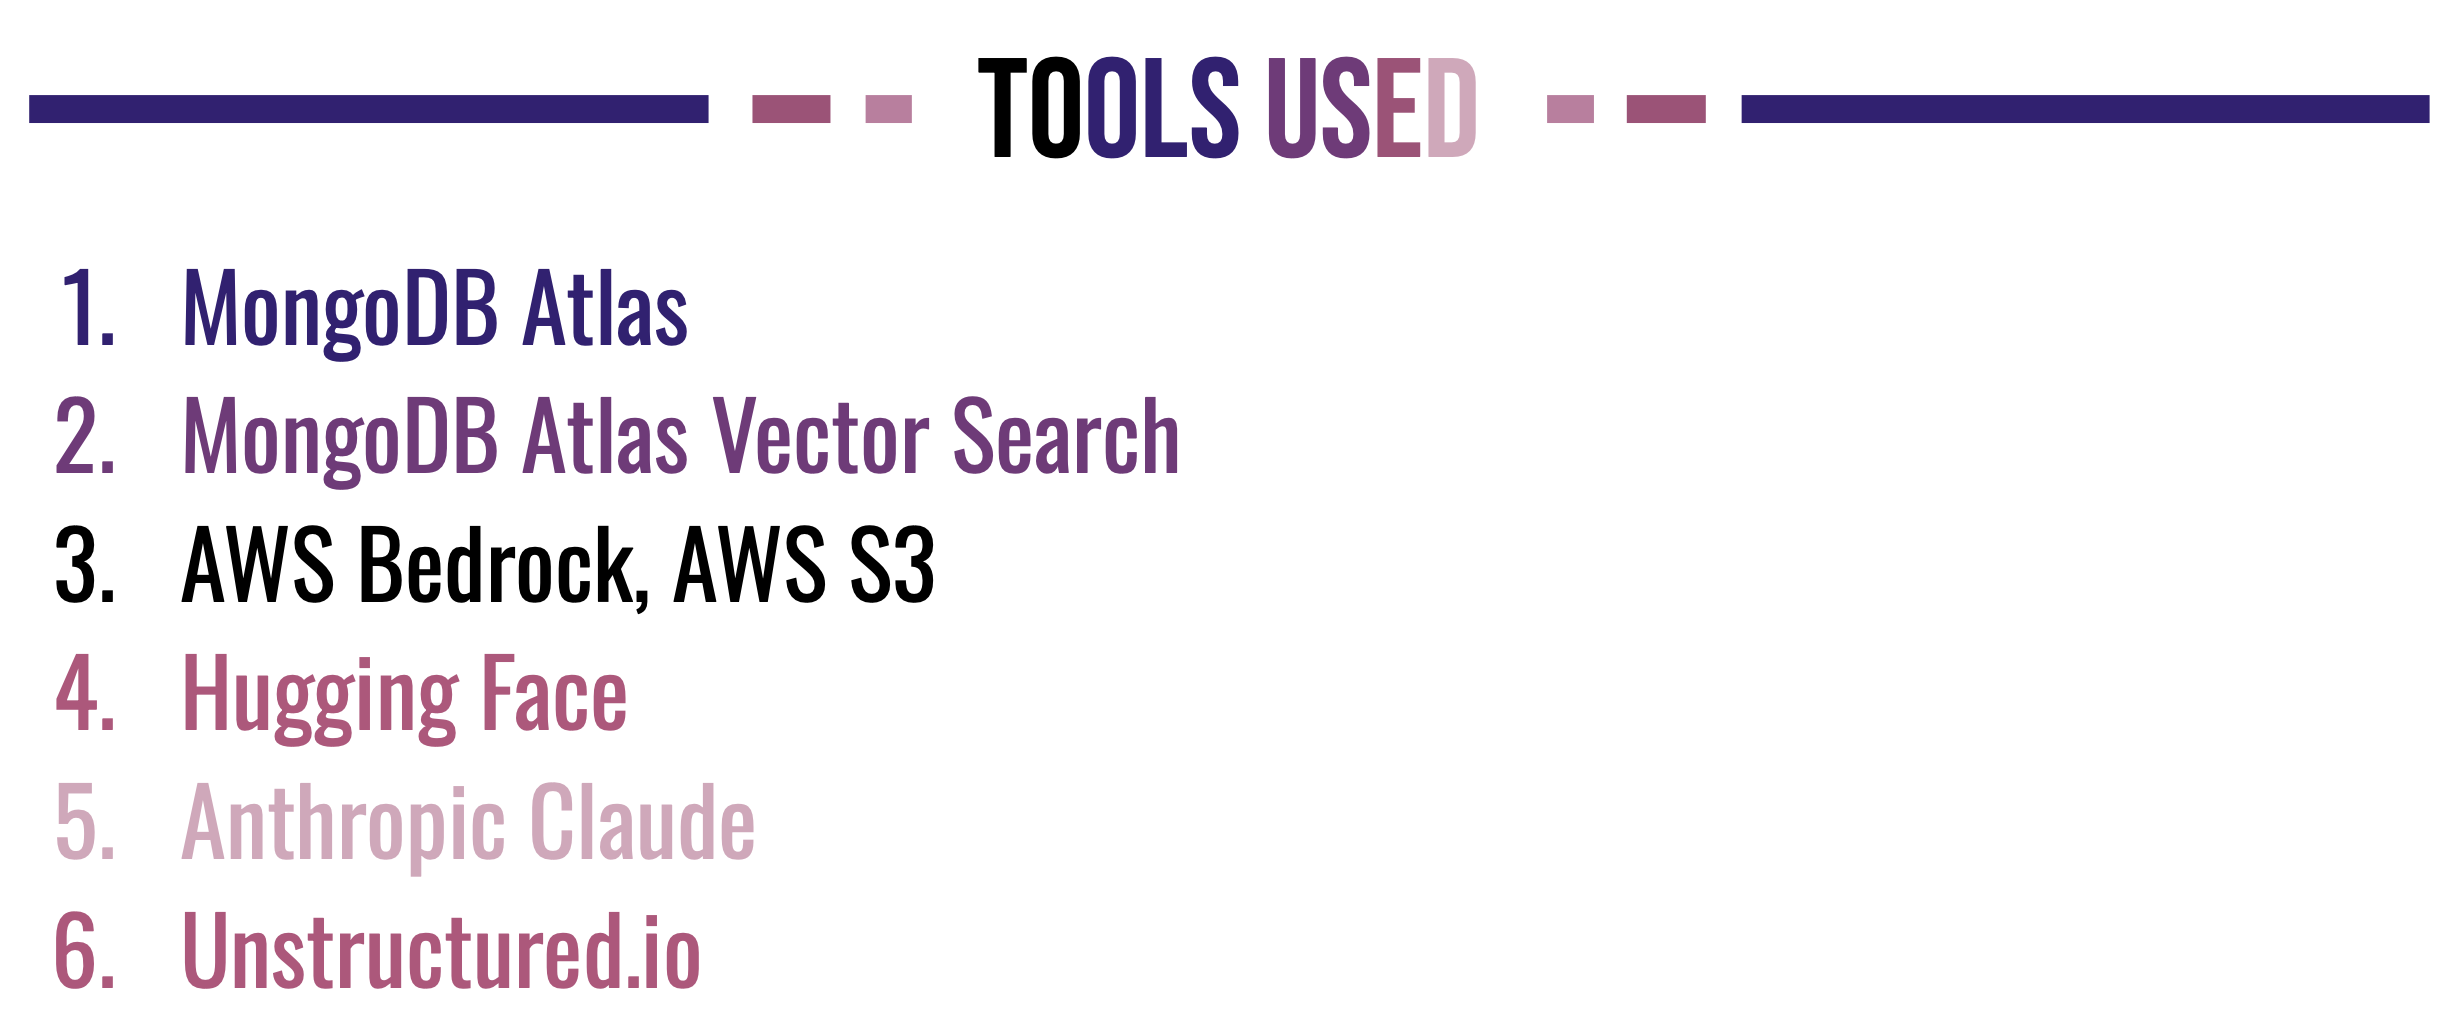 TOOLS USED
1. MongoDB Atlas
2. MongoDB Atlas Vector Search
3. AWS Bedrock, AWS S3
4. Hugging Face
5. Anthropic Claude
6. Unstructured.io